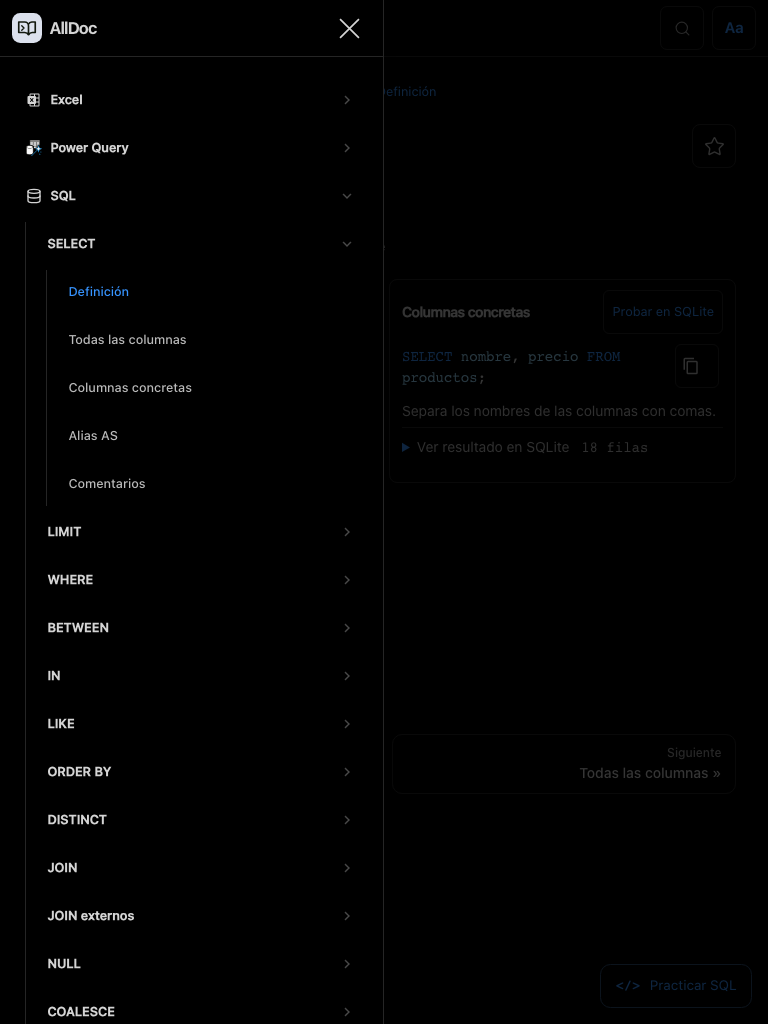 AllDoc
Aa
Excel
Power Query
SQL
SELECT
Definición
Todas las columnas
Columnas concretas
Alias AS
Comentarios
LIMIT
WHERE
BETWEEN
IN
LIKE
ORDER BY
DISTINCT
JOIN
JOIN externos
NULL
COALESCE
Definición
Columnas concretas
Probar en SQLite
SELECT nombre, precio FROM
productos;
Separa los nombres de las columnas con comas.
Ver resultado en SQLite 18 filas
Siguiente
Todas las columnas »
</> Practicar SQL